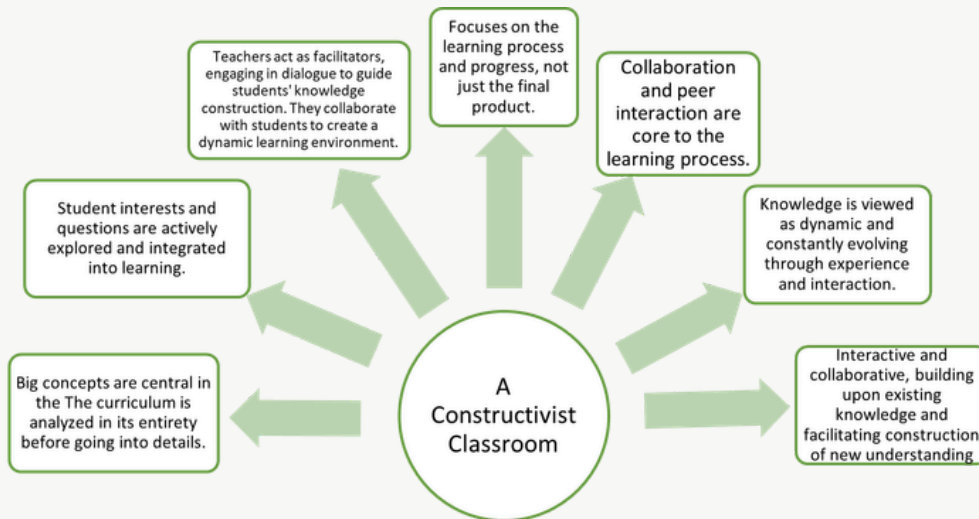 Big concepts are central in
the The curriculum is
analyzed in its entirety
before going into details.
Student interests and
questions are actively
explored and integrated
into learning.
Teachers act as facilitators,
engaging in dialogue to guide
students' knowledge
construction. They collaborate
with students to create a
dynamic learning environment.
Focuses on the
learning process
and progress, not
just the final
product.
Collaboration
and peer
interaction are
core to the
learning process.
Knowledge is viewed
as dynamic and
constantly evolving
through experience
and interaction.
Interactive and
collaborative, building
upon existing
knowledge and
facilitating construction
of new understanding
A
Constructivist
Classroom